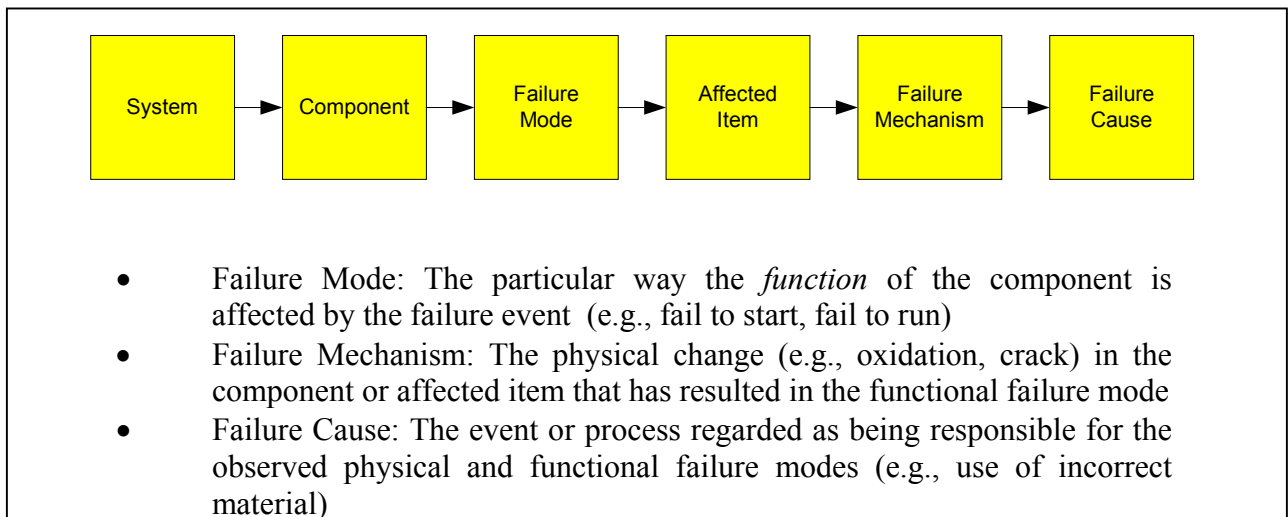 System
Component
Failure
Mode
Affected
Item
Failure
Mechanism
Failure
Cause
• Failure Mode: The particular way the function of the component is
affected by the failure event (e.g., fail to start, fail to run)
• Failure Mechanism: The physical change (e.g., oxidation, crack) in the
component or affected item that has resulted in the functional failure mode
• Failure Cause: The event or process regarded as being responsible for the
observed physical and functional failure modes (e.g., use of incorrect
material)